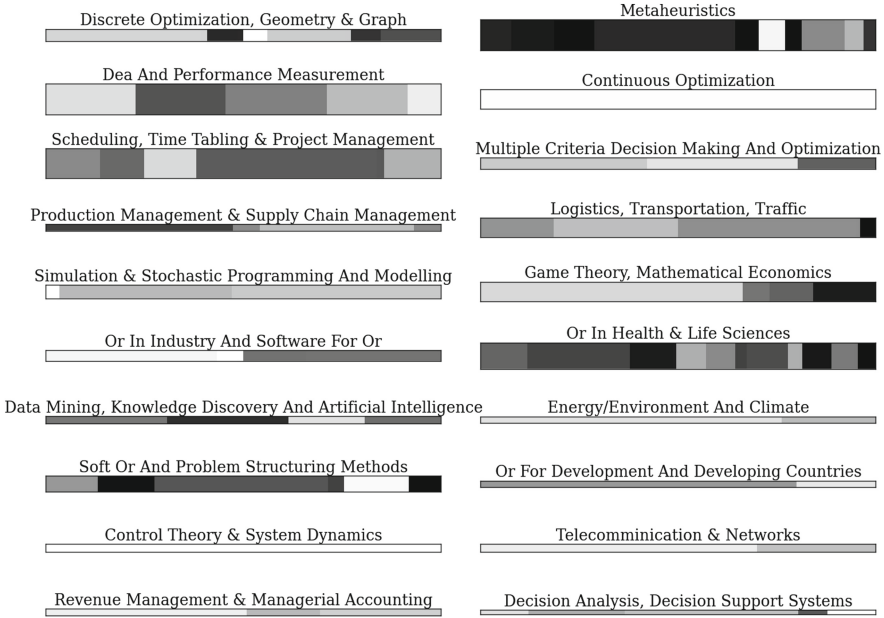 Discrete Optimization, Geometry & Graph
Dea And Performance Measurement
Scheduling, Time Tabling & Project Management
Production Management & Supply Chain Management
Simulation & Stochastic Programming And Modelling
Or In Industry And Software For Or
Data Mining, Knowledge Discovery And Artificial Intelligence
Soft Or And Problem Structuring Methods
Control Theory & System Dynamics
Revenue Management & Managerial Accounting
Metaheuristics
Continuous Optimization
Multiple Criteria Decision Making And Optimization
Logistics, Transportation, Traffic
Game Theory, Mathematical Economics
Or In Health & Life Sciences
Energy/Environment And Climate
Or For Development And Developing Countries
Telecomminication & Networks
Decision Analysis, Decision Support Systems